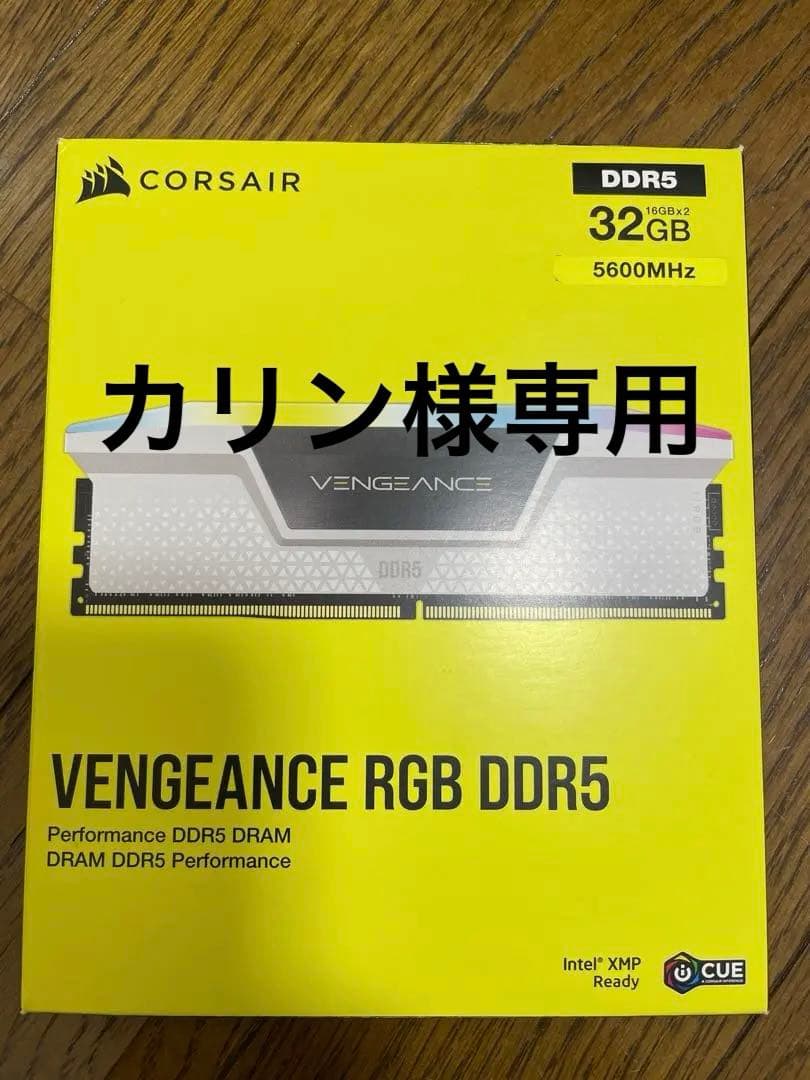 CORSAIR
DDR5
16GBx2
32GB
5600MHz
カリン様専用
VENGEANCE
DDR5
VENGEANCE RGB DDR5
Performance DDR5 DRAM
DRAM DDR5 Performance
Intel® XMP
Ready
iCUE